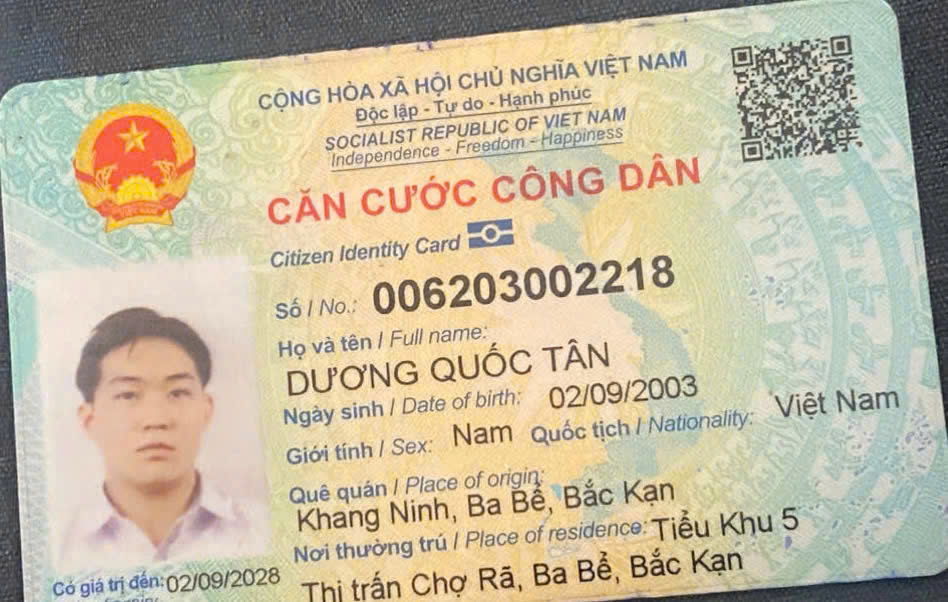 CỘNG HÒA XÃ HỘI CHỦ NGHĨA VIỆT NAM
Độc lập - Tự do - Hạnh phúc
SOCIALIST REPUBLIC OF VIET NAM
Independence - Freedom - Happiness
CĂN CƯỚC CÔNG DÂN
Citizen Identity Card
Số / No.: 006203002218
Họ và tên / Full name:
DƯƠNG QUỐC TÂN
Ngày sinh / Date of birth: 02/09/2003
Giới tính / Sex: Nam Quốc tịch / Nationality: Việt Nam
Quê quán / Place of origin:
Khang Ninh, Ba Bể, Bắc Kạn
Nơi thường trú / Place of residence: Tiểu Khu 5
Thị trấn Chợ Rã, Ba Bể, Bắc Kạn
Có giá trị đến: 02/09/2028